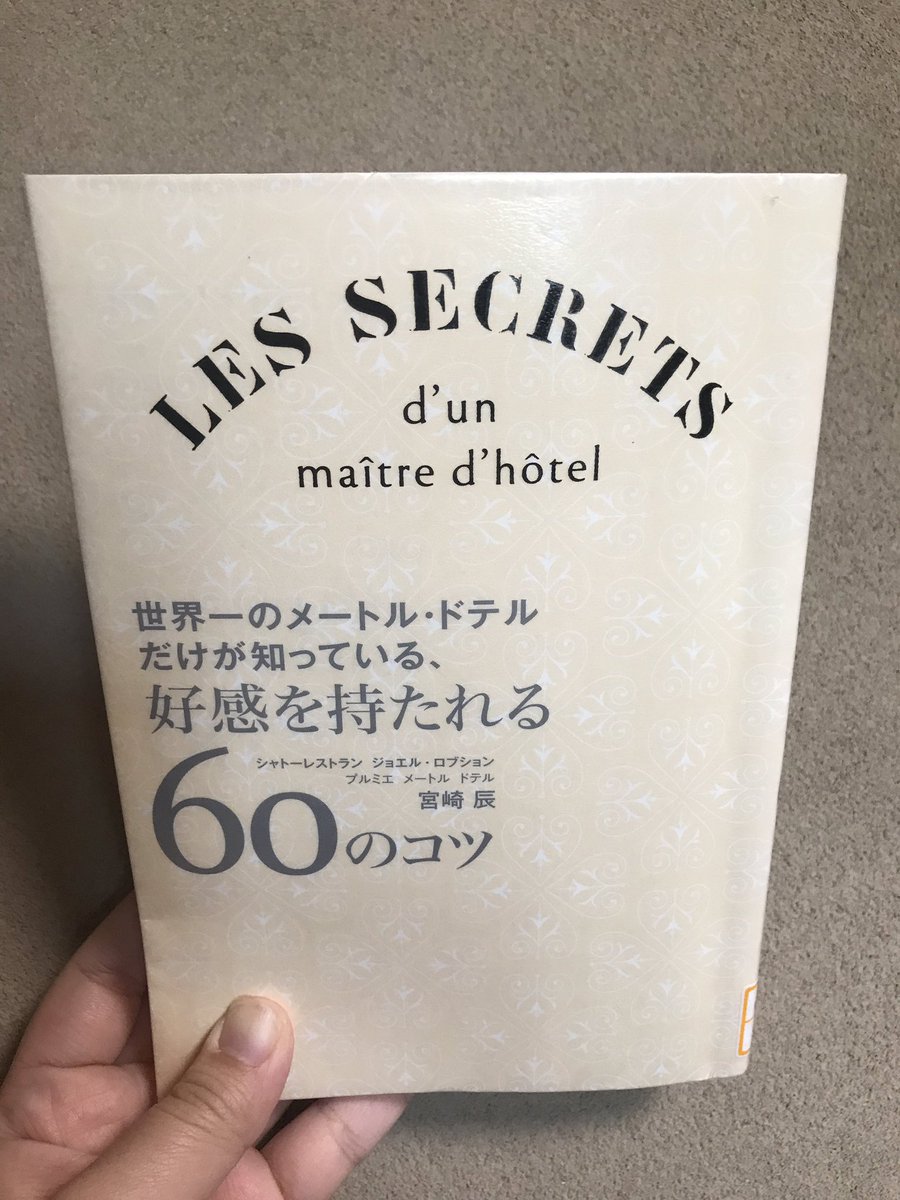 LES SECRETS
d'un
maître d'hôtel
世界一のメートル・ドテル
だけが知っている、
好感を持たれる
シャトーレストラン ジョエル・ロブション
プルミエ メートル ドテル
宮崎 辰
60のコツ